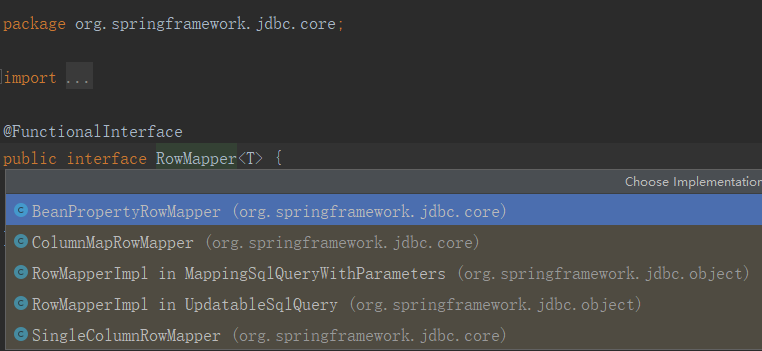 package org.springframework.jdbc.core;
import ...
@FunctionalInterface
public interface RowMapper<T> {
Choose Implementation
BeanPropertyRowMapper (org.springframework.jdbc.core)
ColumnMapRowMapper (org.springframework.jdbc.core)
RowMapperImpl in MappingSqlQueryWithParameters (org.springframework.jdbc.object)
RowMapperImpl in UpdatableSqlQuery (org.springframework.jdbc.object)
SingleColumnRowMapper (org.springframework.jdbc.core)